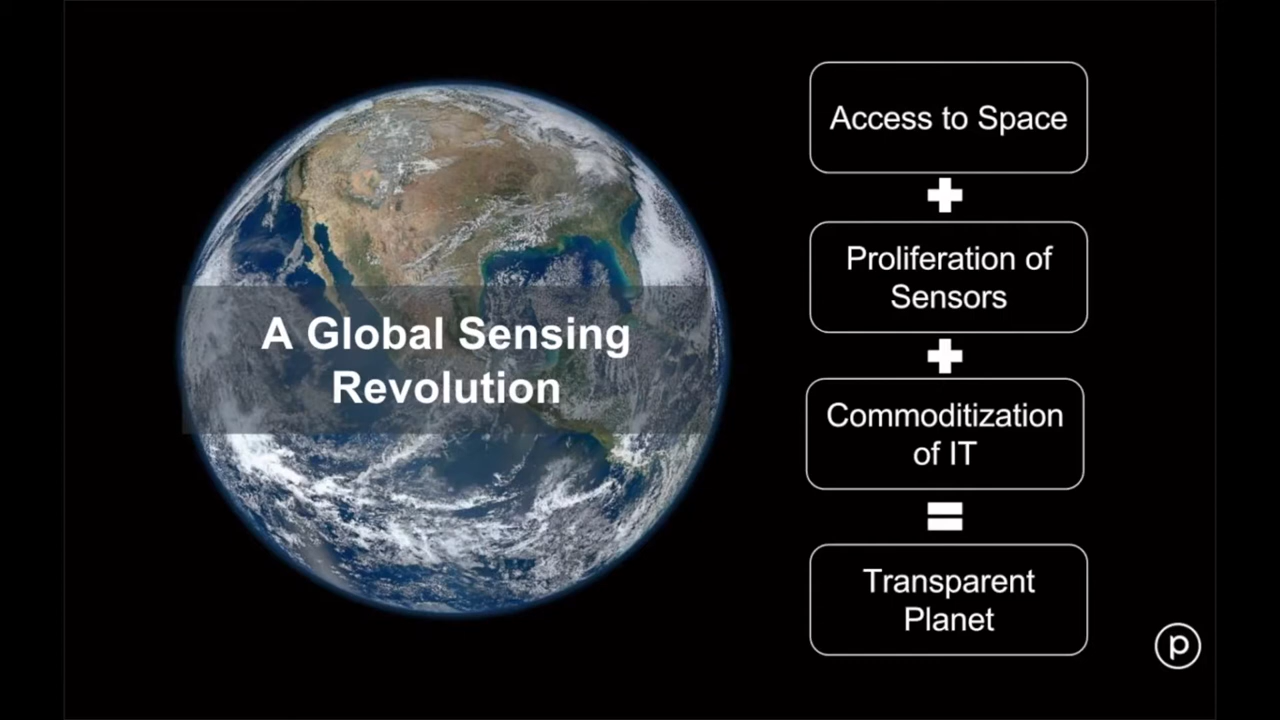 A Global Sensing
Revolution
Access to Space
+
Proliferation of
Sensors
+
Commoditization
of IT
=
Transparent
Planet
p